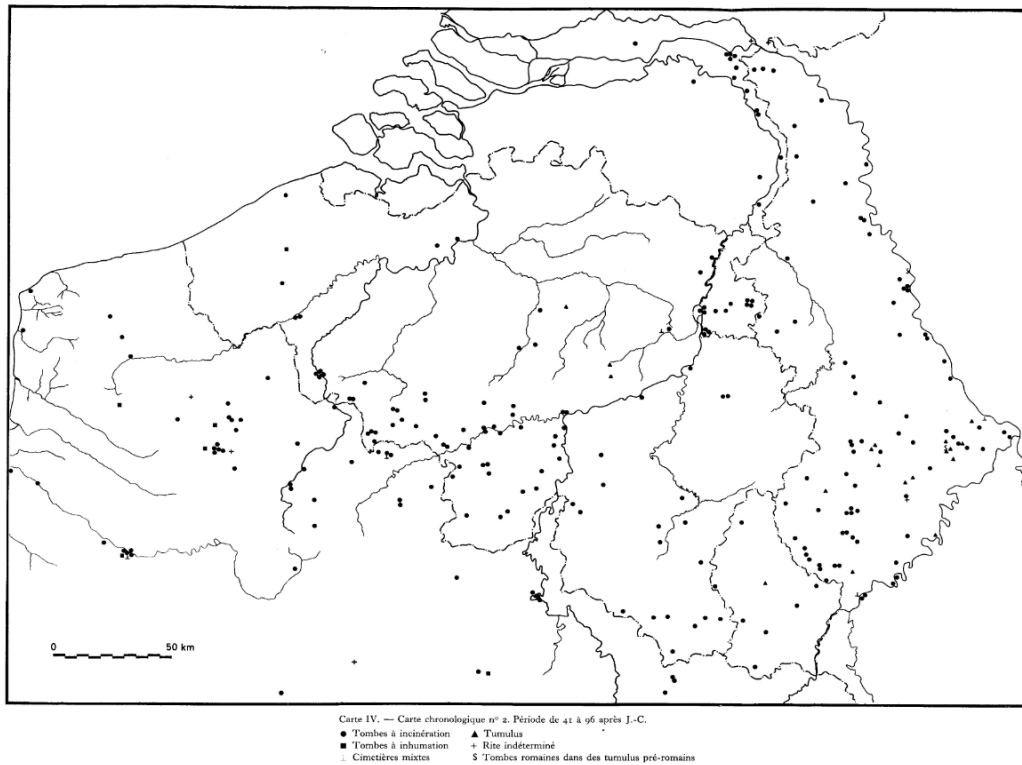 0 50 km
Carte IV. — Carte chronologique nº 2. Période de 41 à 96 après J.-C.
● Tombes à incinération ▲ Tumulus
■ Tombes à inhumation + Rite indéterminé
⊥ Cimetières mixtes $ Tombes romaines dans des tumulus pré-romains